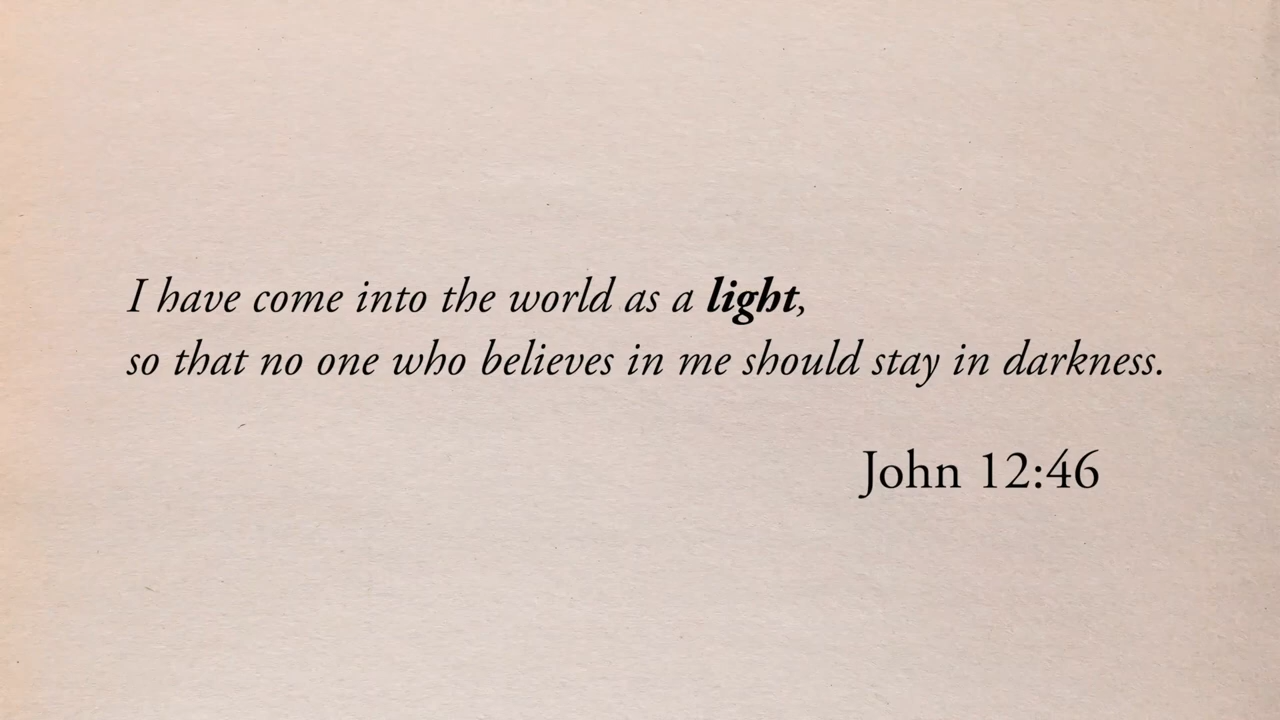 I have come into the world as a light,
so that no one who believes in me should stay in darkness.
John 12:46